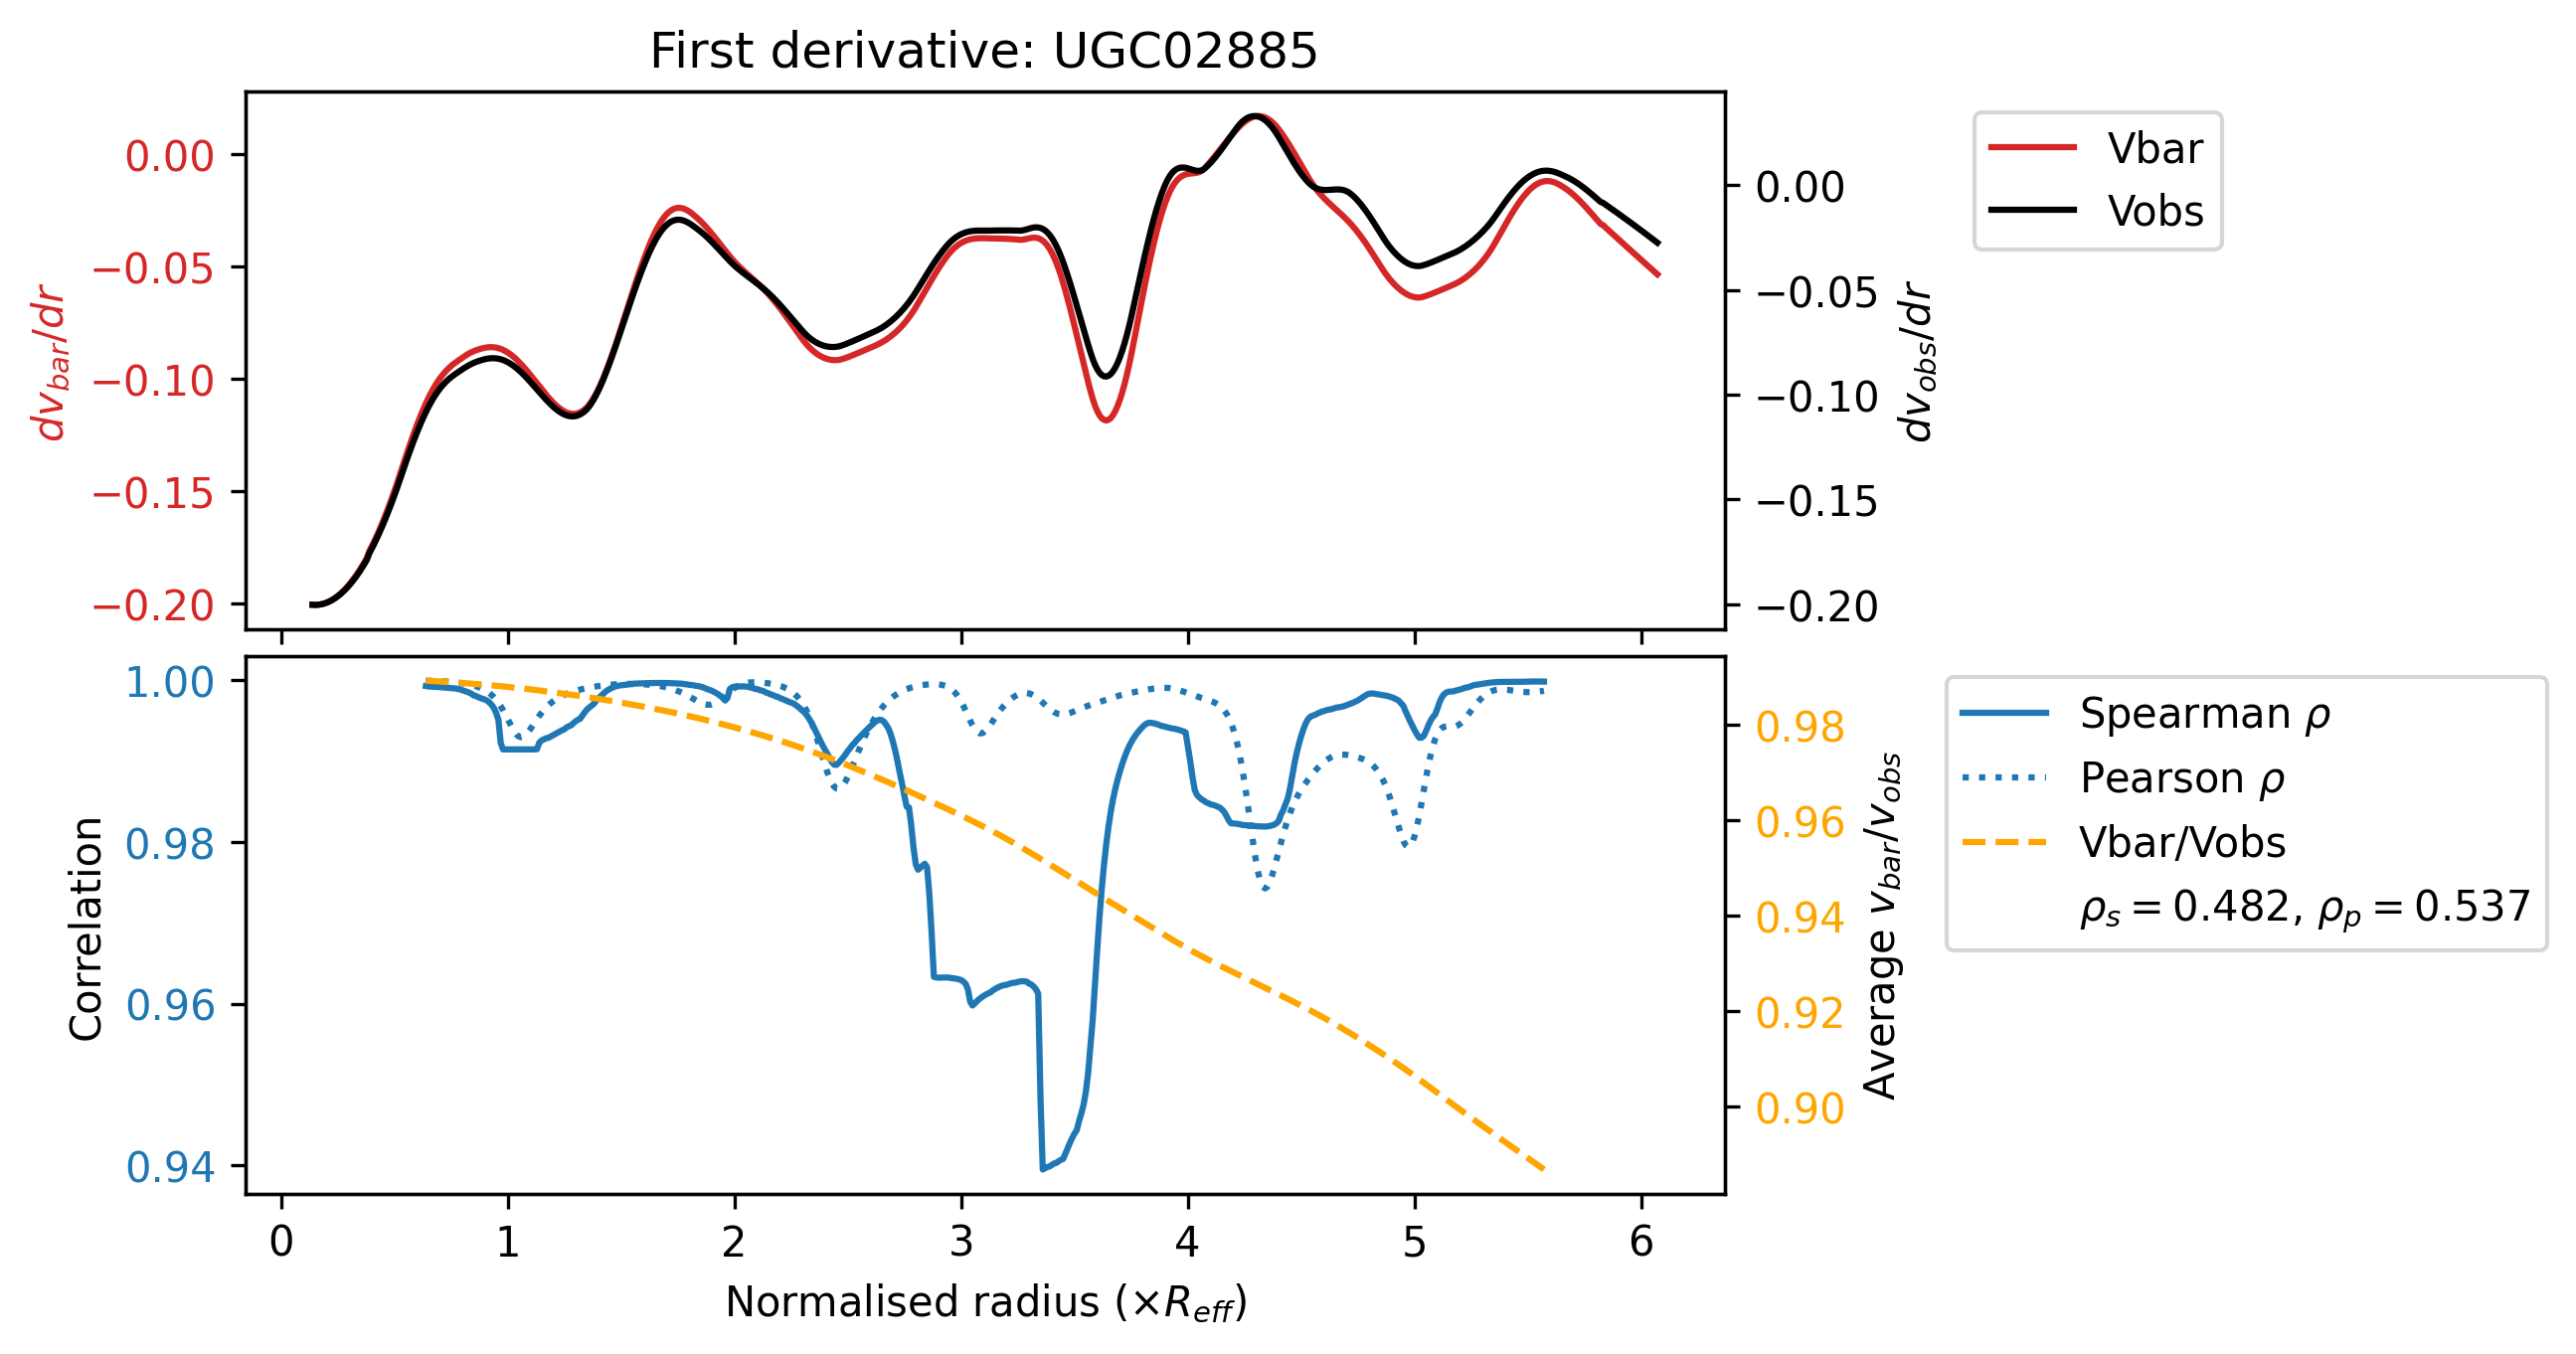 First derivative: UGC02885
0.00
−0.05
−0.10
−0.15
−0.20
dv_bar/dr
0.00
−0.05
−0.10
−0.15
−0.20
dv_obs/dr
Vbar
Vobs
1.00
0.98
0.96
0.94
Correlation
0.98
0.96
0.94
0.92
0.90
Average v_bar/v_obs
Spearman ρ
Pearson ρ
Vbar/Vobs
ρ_s = 0.482, ρ_p = 0.537
0 1 2 3 4 5 6
Normalised radius (×R_eff)